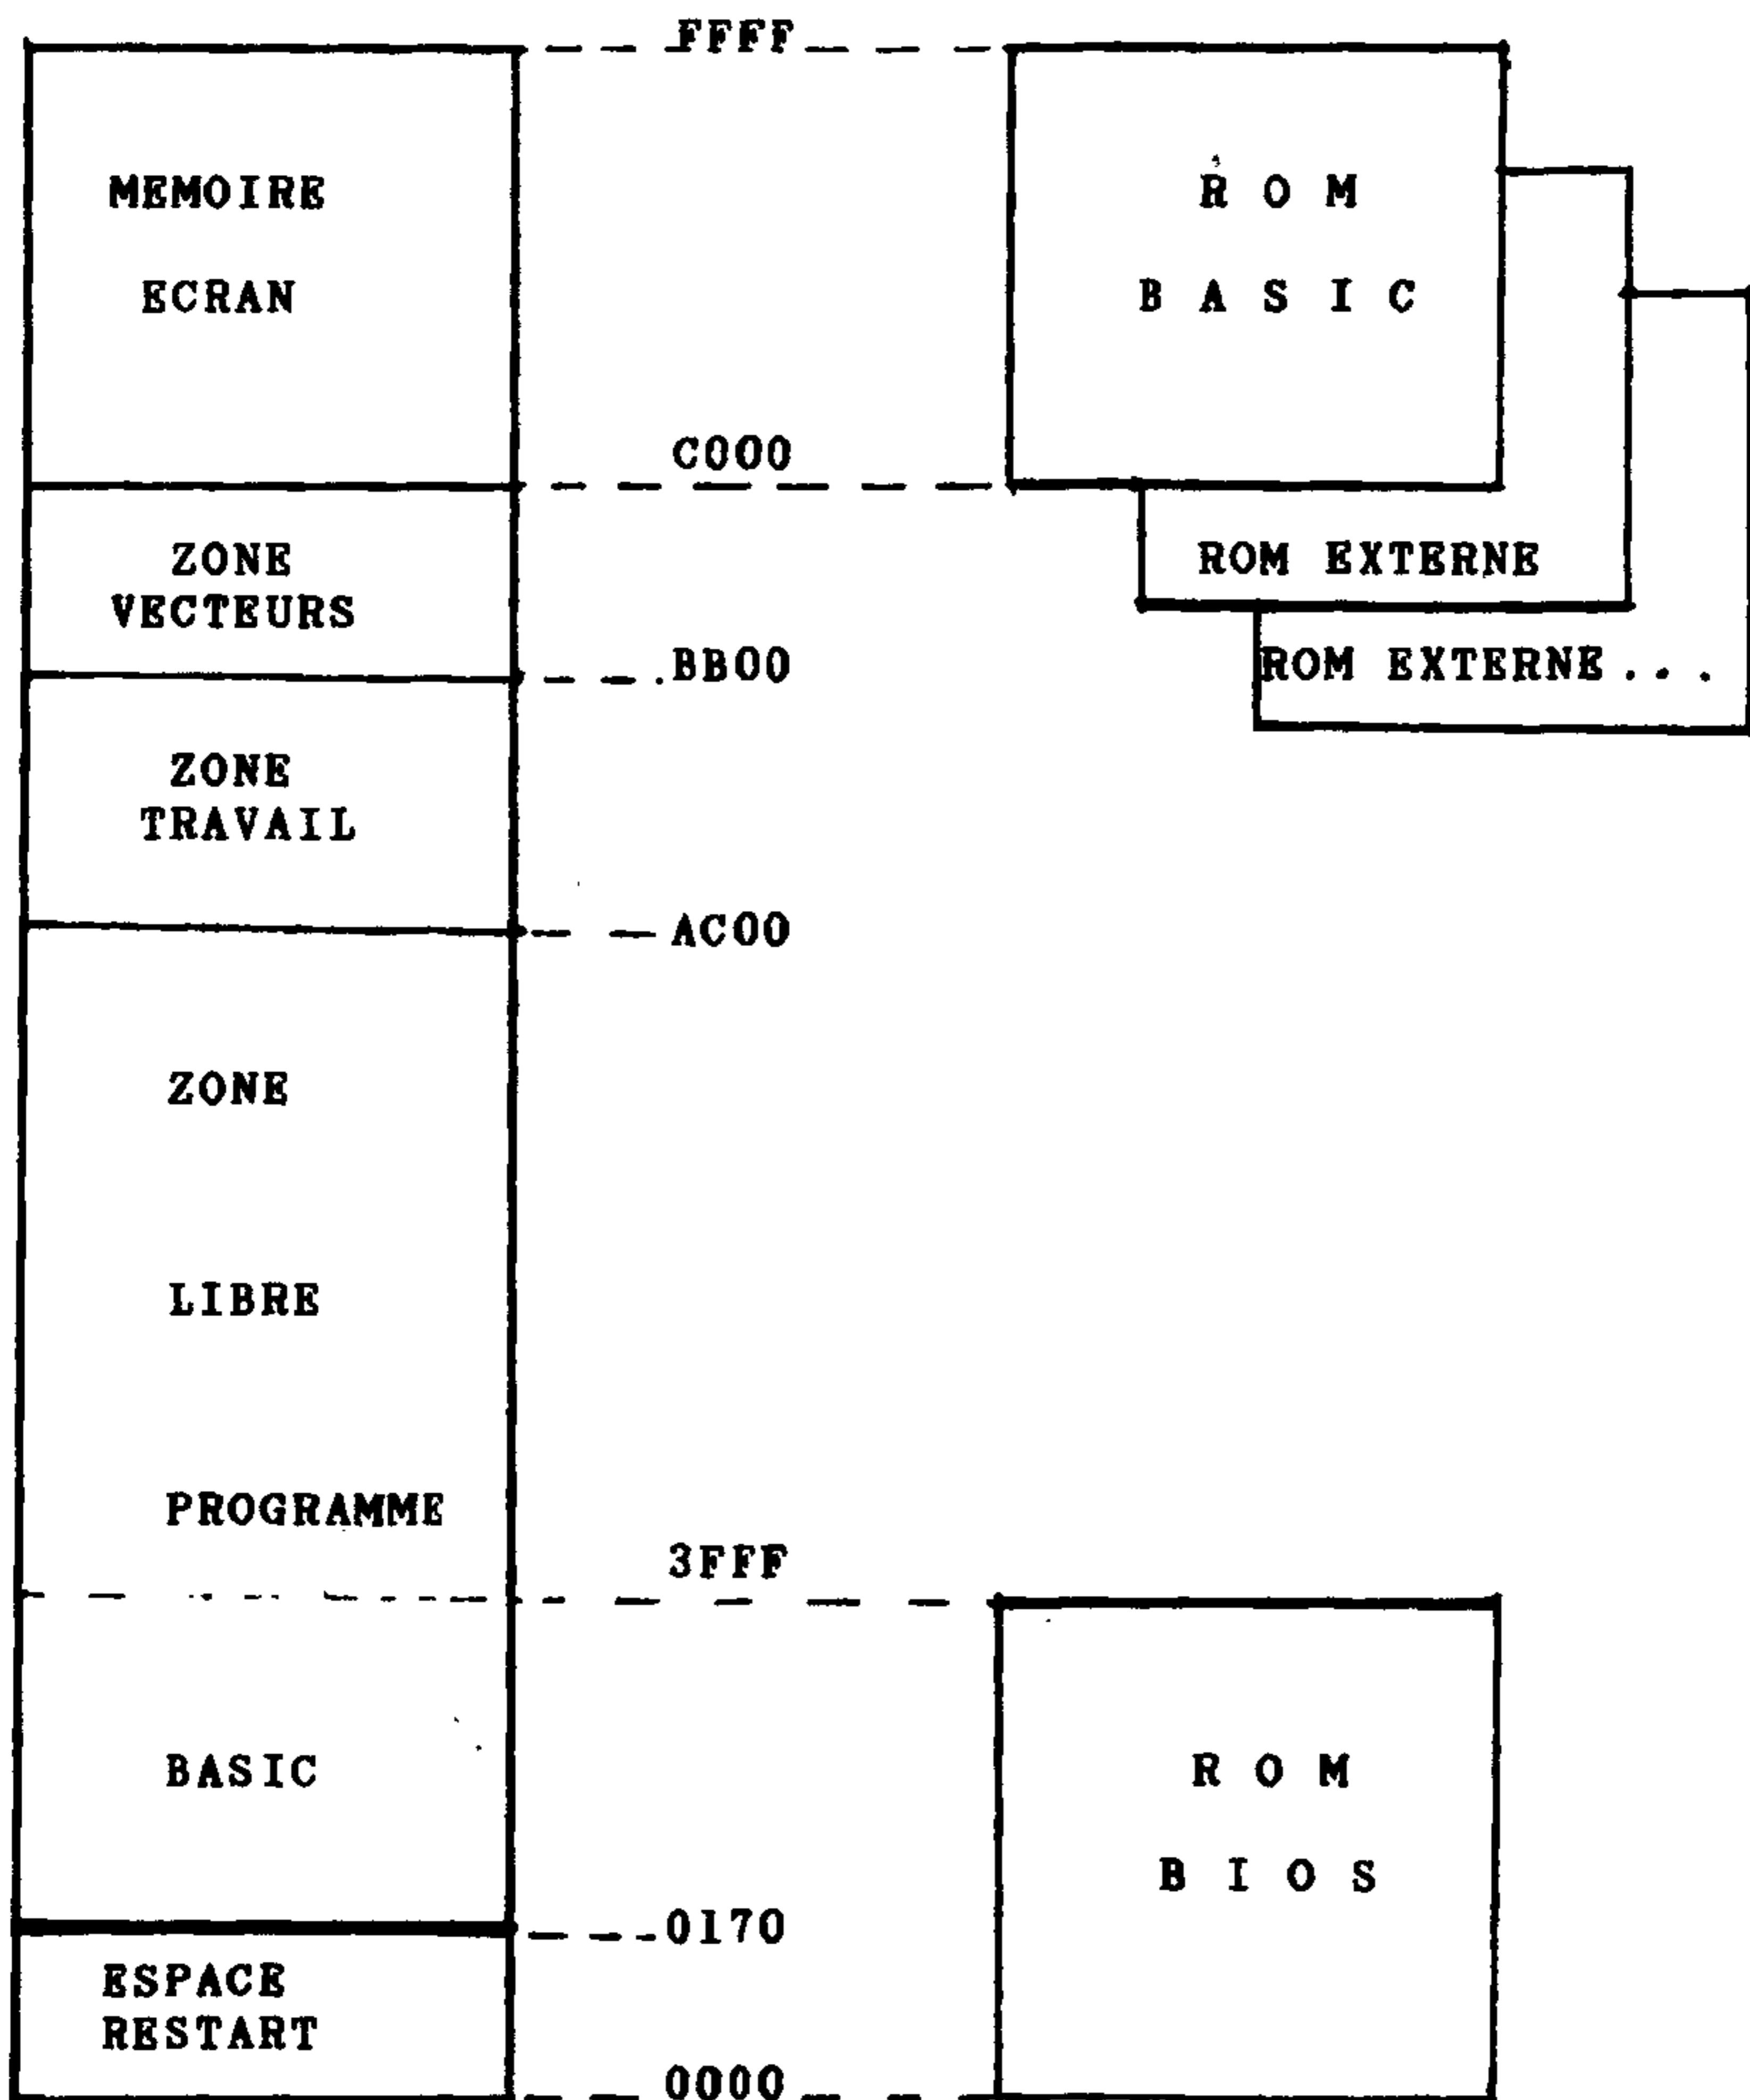 FFFF
MEMOIRE
ECRAN
R O M
B A S I C
C000
ZONE
VECTEURS
ROM EXTERNE
BB00
ROM EXTERNE...
ZONE
TRAVAIL
AC00
ZONE
LIBRE
PROGRAMME
3FFF
BASIC
R O M
B I O S
0170
ESPACE
RESTART
0000